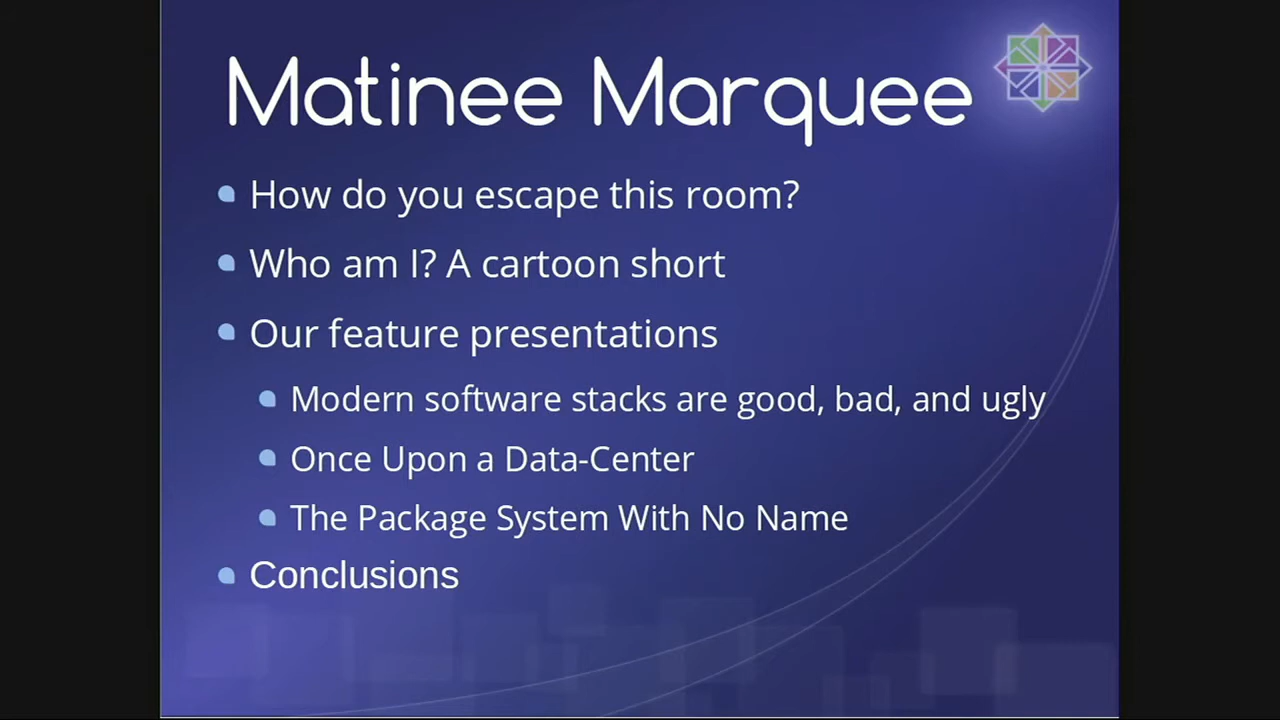 Matinee Marquee
How do you escape this room?
Who am I? A cartoon short
Our feature presentations
Modern software stacks are good, bad, and ugly
Once Upon a Data-Center
The Package System With No Name
Conclusions